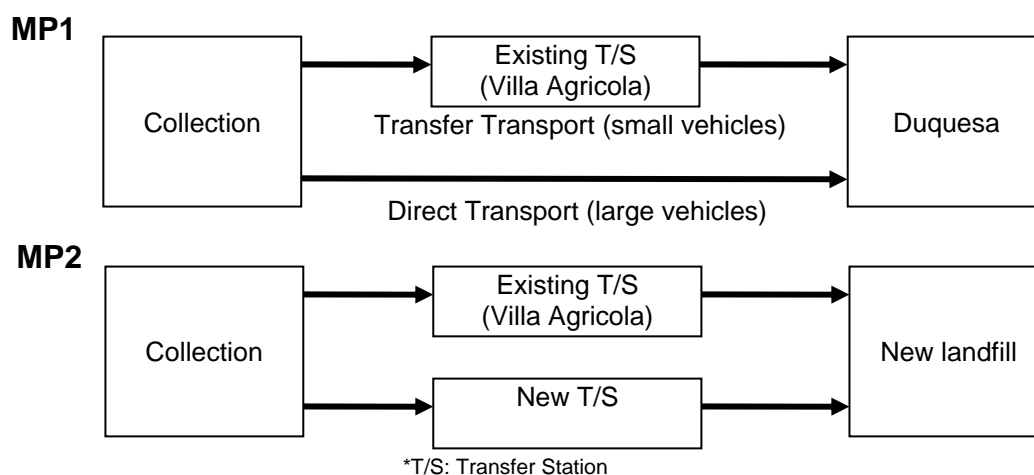 MP1
Collection
Existing T/S
(Villa Agricola)
Transfer Transport (small vehicles)
Duquesa
Direct Transport (large vehicles)
MP2
Collection
Existing T/S
(Villa Agricola)
New landfill
New T/S
*T/S: Transfer Station